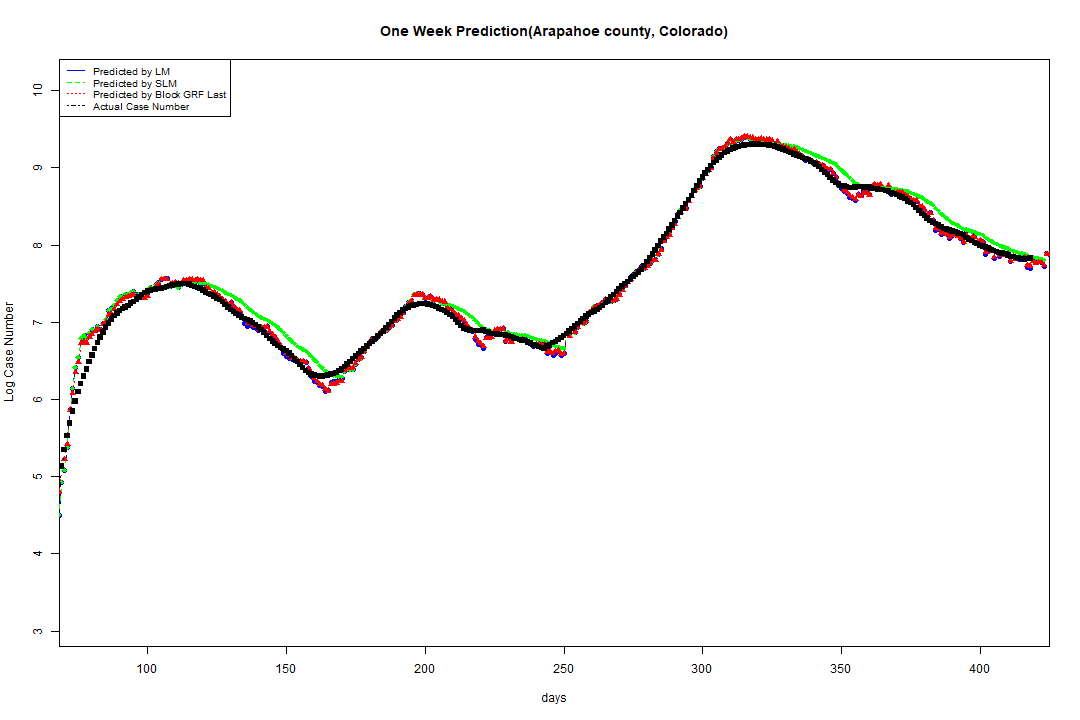 One Week Prediction(Arapahoe county, Colorado)
Predicted by LM
Predicted by SLM
Predicted by Block GRF Last
Actual Case Number
10
9
8
7
6
5
4
3
Log Case Number
100 150 200 250 300 350 400
days